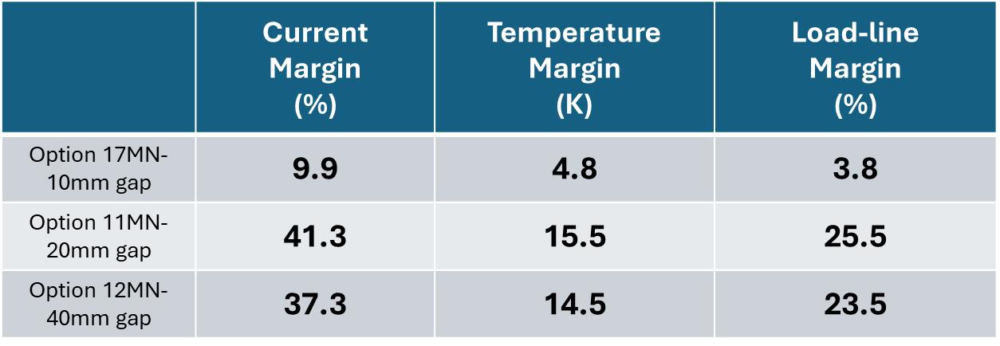 Current
Margin
(%)
Temperature
Margin
(K)
Load-line
Margin
(%)
Option 17MN-
10mm gap
9.9
4.8
3.8
Option 11MN-
20mm gap
41.3
15.5
25.5
Option 12MN-
40mm gap
37.3
14.5
23.5